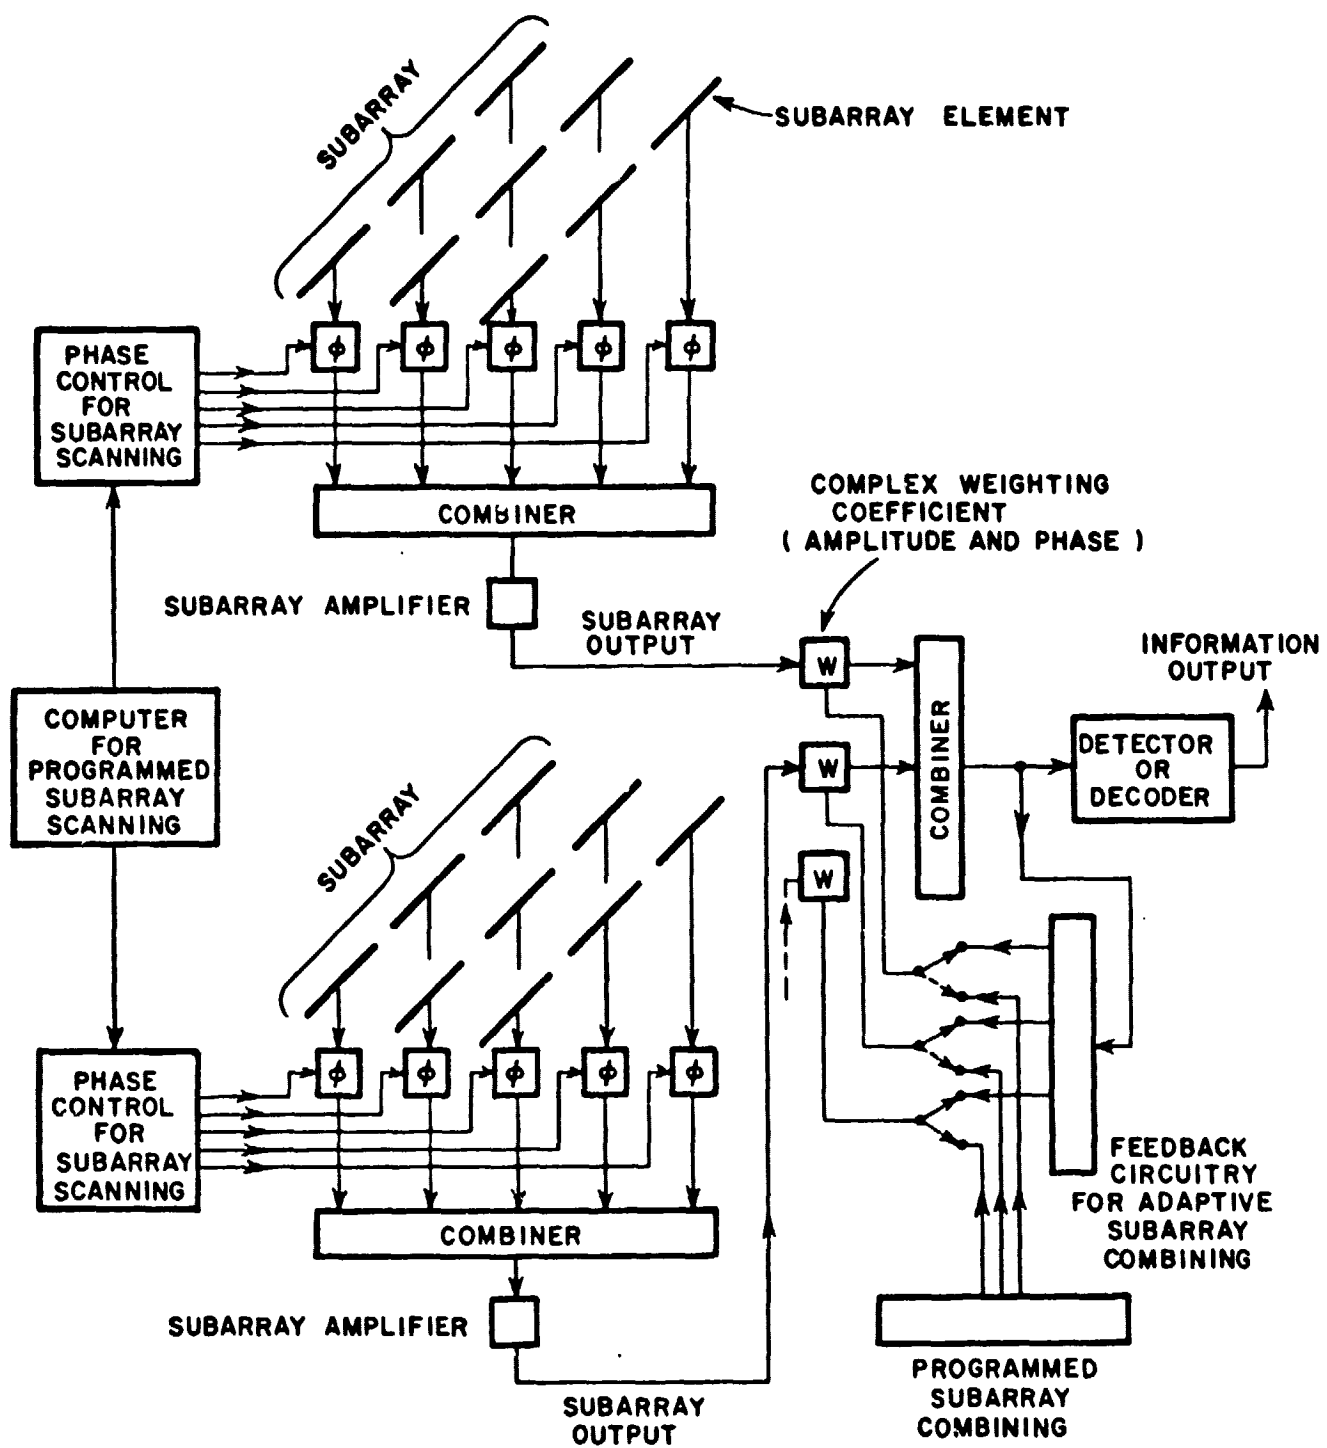 SUBARRAY
SUBARRAY ELEMENT
PHASE
CONTROL
FOR
SUBARRAY
SCANNING
ϕ ϕ ϕ ϕ ϕ
COMBINER
COMPLEX WEIGHTING
COEFFICIENT
( AMPLITUDE AND PHASE )
SUBARRAY AMPLIFIER
SUBARRAY
OUTPUT
W
W
W
COMBINER
INFORMATION
OUTPUT
DETECTOR
OR
DECODER
COMPUTER
FOR
PROGRAMMED
SUBARRAY
SCANNING
SUBARRAY
PHASE
CONTROL
FOR
SUBARRAY
SCANNING
ϕ ϕ ϕ ϕ ϕ
COMBINER
SUBARRAY AMPLIFIER
SUBARRAY
OUTPUT
FEEDBACK
CIRCUITRY
FOR ADAPTIVE
SUBARRAY
COMBINING
PROGRAMMED
SUBARRAY
COMBINING